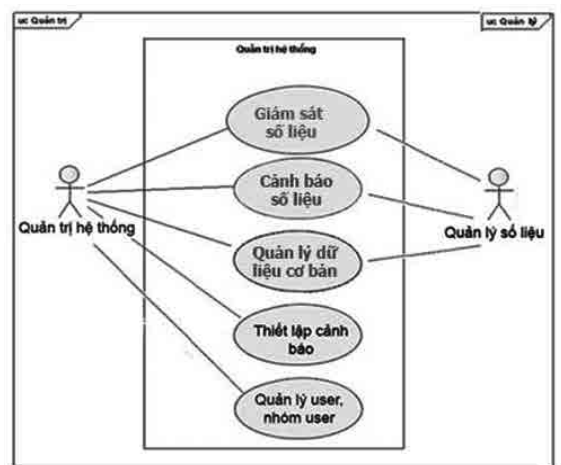 uc Quản trị
uc Quản lý
Quản trị hệ thống
Giám sát
số liệu
Cảnh báo
số liệu
Quản trị hệ thống
Quản lý số liệu
Quản lý dữ
liệu cơ bản
Thiết lập cảnh
báo
Quản lý user,
nhóm user